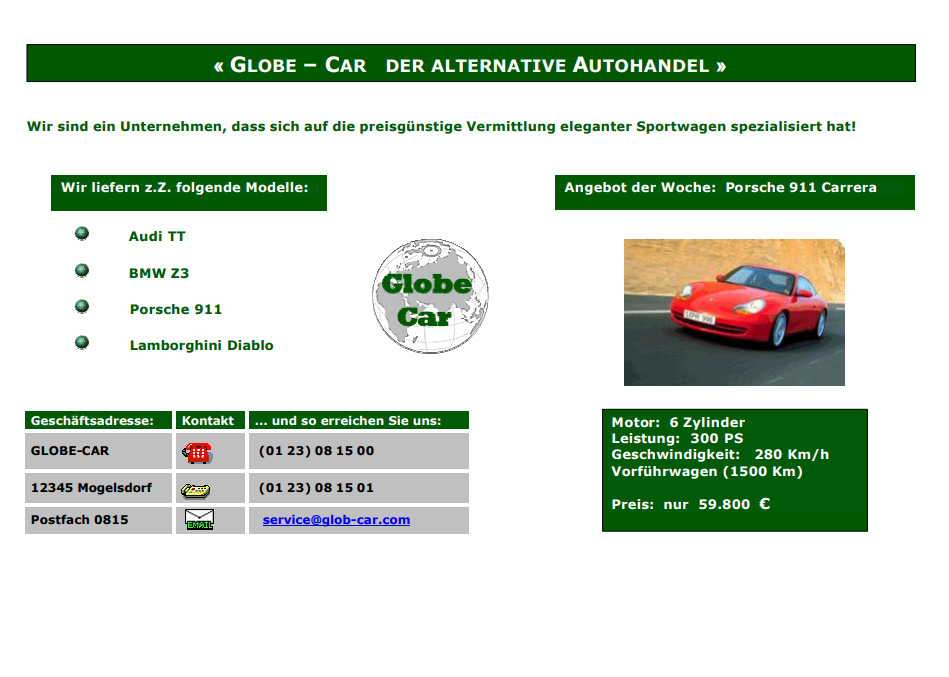 « GLOBE – CAR DER ALTERNATIVE AUTOHANDEL »
Wir sind ein Unternehmen, dass sich auf die preisgünstige Vermittlung eleganter Sportwagen spezialisiert hat!
Wir liefern z.Z. folgende Modelle:
Audi TT
BMW Z3
Porsche 911
Lamborghini Diablo
Globe
Car
Angebot der Woche: Porsche 911 Carrera
Geschäftsadresse: Kontakt ... und so erreichen Sie uns:
GLOBE-CAR (01 23) 08 15 00
12345 Mogelsdorf (01 23) 08 15 01
Postfach 0815 EMAIL service@glob-car.com
Motor: 6 Zylinder
Leistung: 300 PS
Geschwindigkeit: 280 Km/h
Vorführwagen (1500 Km)
Preis: nur 59.800 €